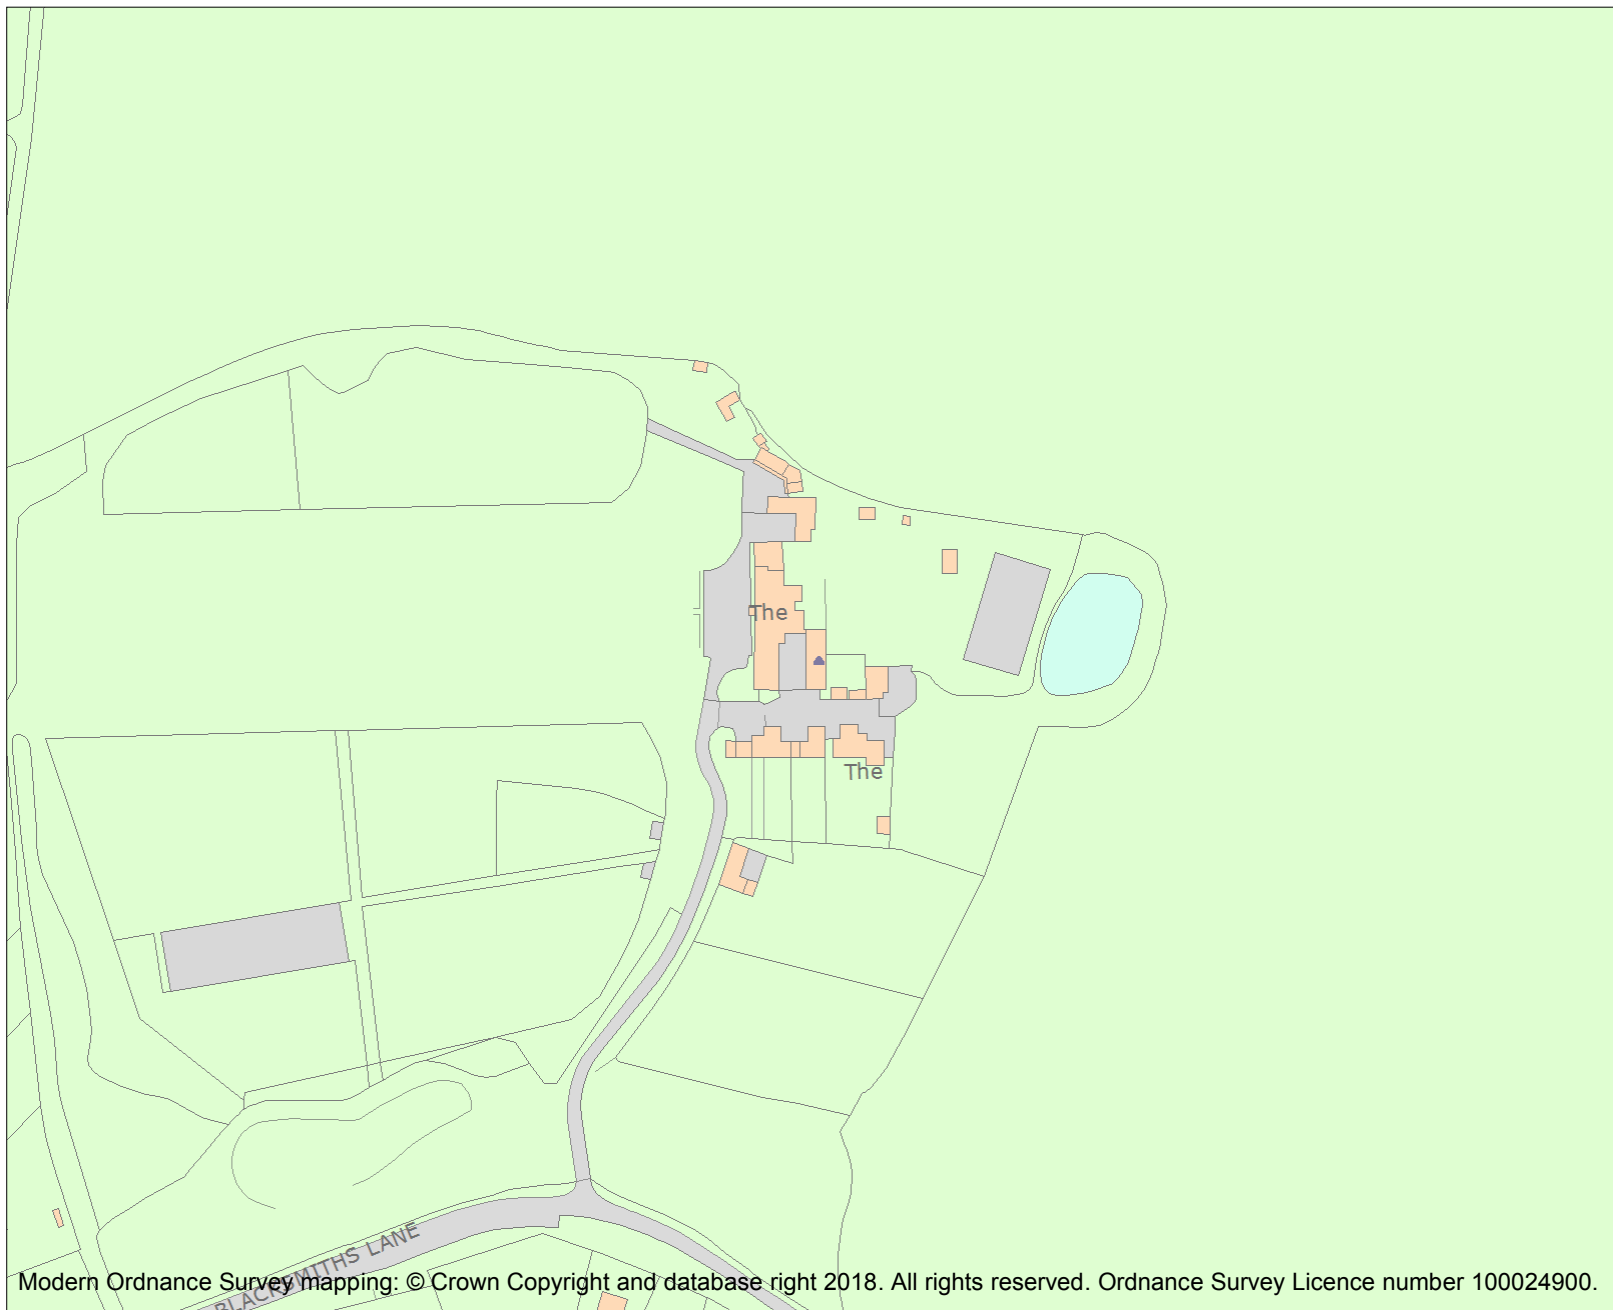 The
The
BLACKSMITHS LANE
Modern Ordnance Survey mapping: © Crown Copyright and database right 2018. All rights reserved. Ordnance Survey Licence number 100024900.